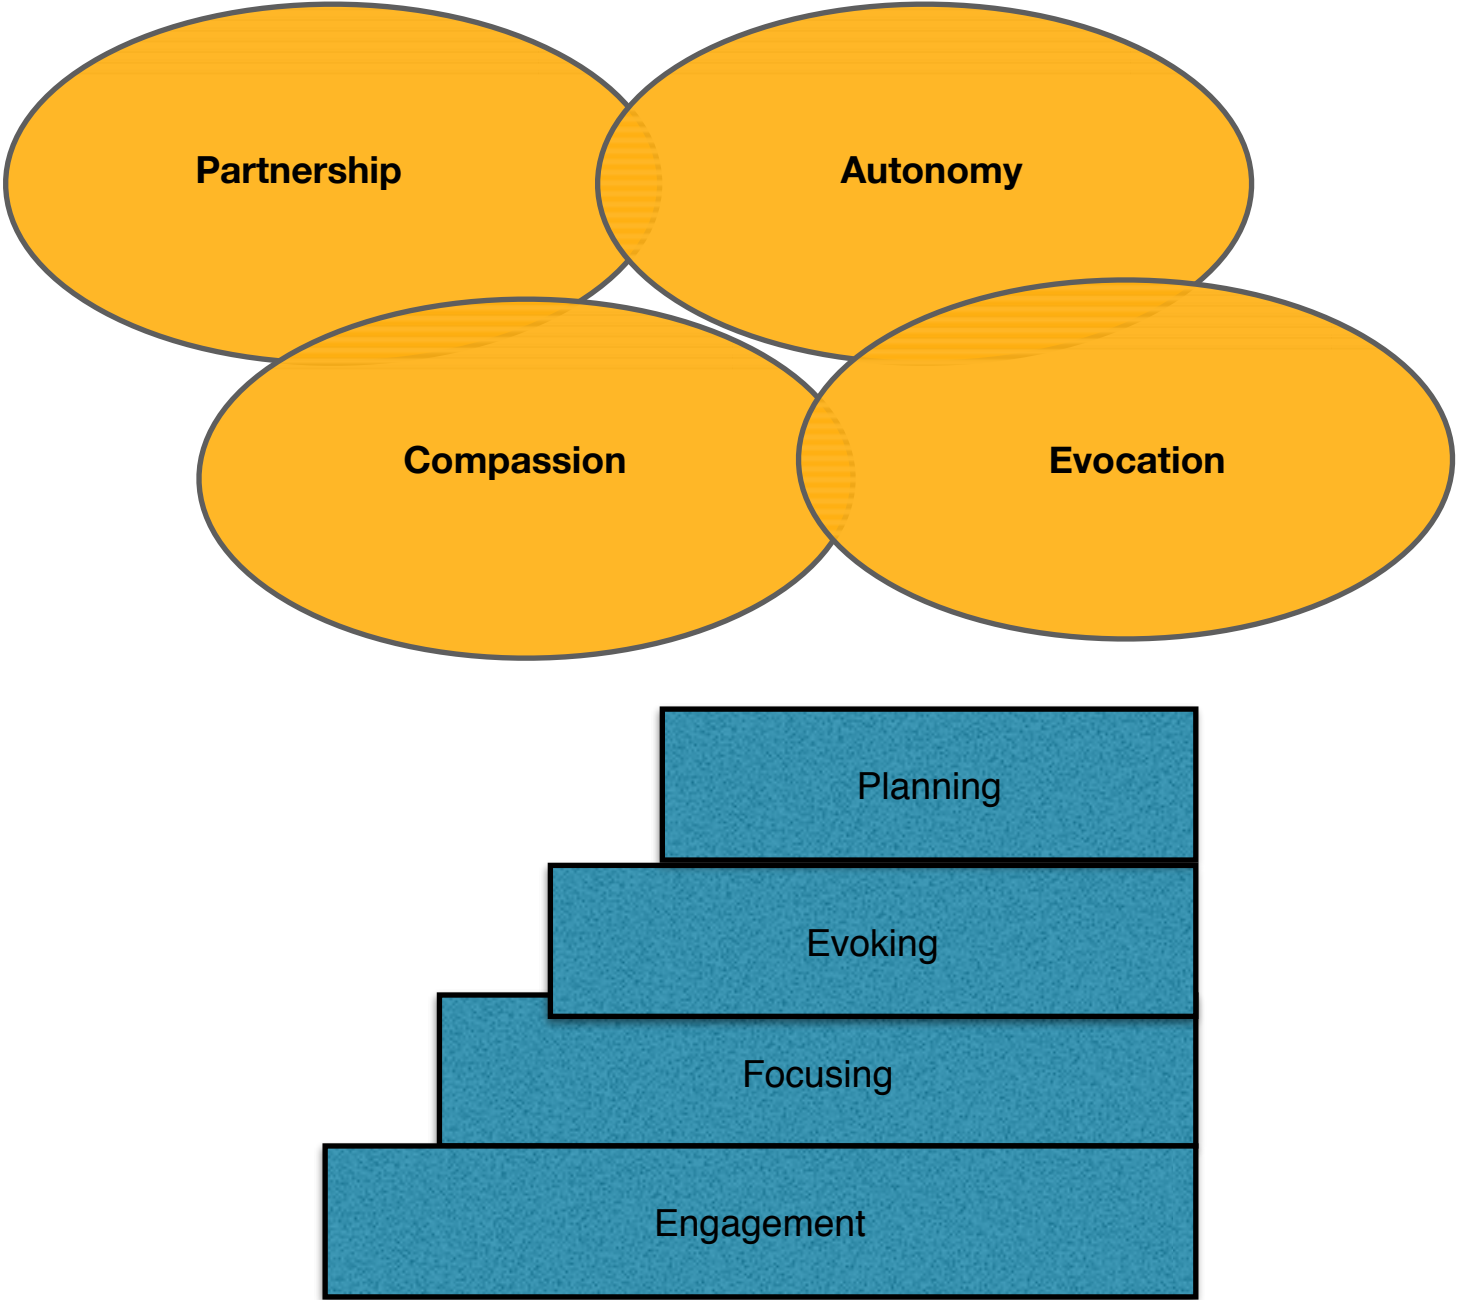 Partnership
Autonomy
Compassion
Evocation
Planning
Evoking
Focusing
Engagement